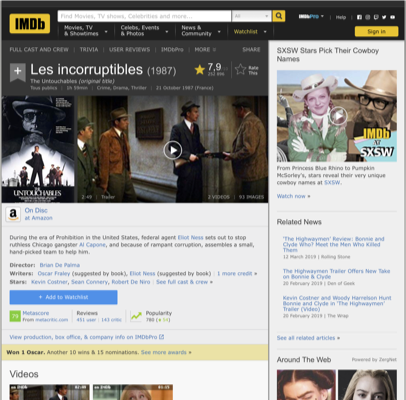 IMDb
Find Movies, TV shows, Celebrities and more...
All
IMDbPro
Help
Movies, TV & Showtimes
Celebs, Events & Photos
News & Community
Watchlist
Sign in
FULL CAST AND CREW | TRIVIA | USER REVIEWS | IMDbPro | MORE
SHARE
Les incorruptibles (1987)
The Untouchables (original title)
Tous publics | 1h 59min | Crime, Drama, Thriller | 21 October 1987 (France)
7,9
Rate This
UNTOUCHABLES
2:49 | Trailer
2 VIDEOS | 93 IMAGES
On Disc
at Amazon
During the era of Prohibition in the United States, federal agent Eliot Ness sets out to stop
ruthless Chicago gangster Al Capone, and because of rampant corruption, assembles a small,
hand-picked team to help him.
Director: Brian De Palma
Writers: Oscar Fraley (suggested by book), Eliot Ness (suggested by book) | 1 more credit »
Stars: Kevin Costner, Sean Connery, Robert De Niro | See full cast & crew »
+ Add to Watchlist
Metascore
From metacritic.com
Reviews
451 user | 143 critic
Popularity
View production, box office, & company info on IMDbPro
Won 1 Oscar. Another 10 wins & 15 nominations. See more awards »
Videos
SXSW Stars Pick Their Cowboy
Names
IMDb
at
SXSW
From Princess Blue Rhino to Pumpkin
McSorley's, stars reveal their very unique
cowboy names at SXSW.
Watch now »
Related News
'The Highwaymen' Review: Bonnie and
Clyde Who? Meet the Men Who Killed
Them
12 March 2019 | Rolling Stone
The Highwaymen Trailer Offers New Take
on Bonnie & Clyde
20 February 2019 | Den of Geek
Kevin Costner and Woody Harrelson Hunt
Bonnie and Clyde in 'The Highwaymen'
Trailer (Video)
20 February 2019 | The Wrap
See all related articles »
Around The Web
Powered by ZergNet